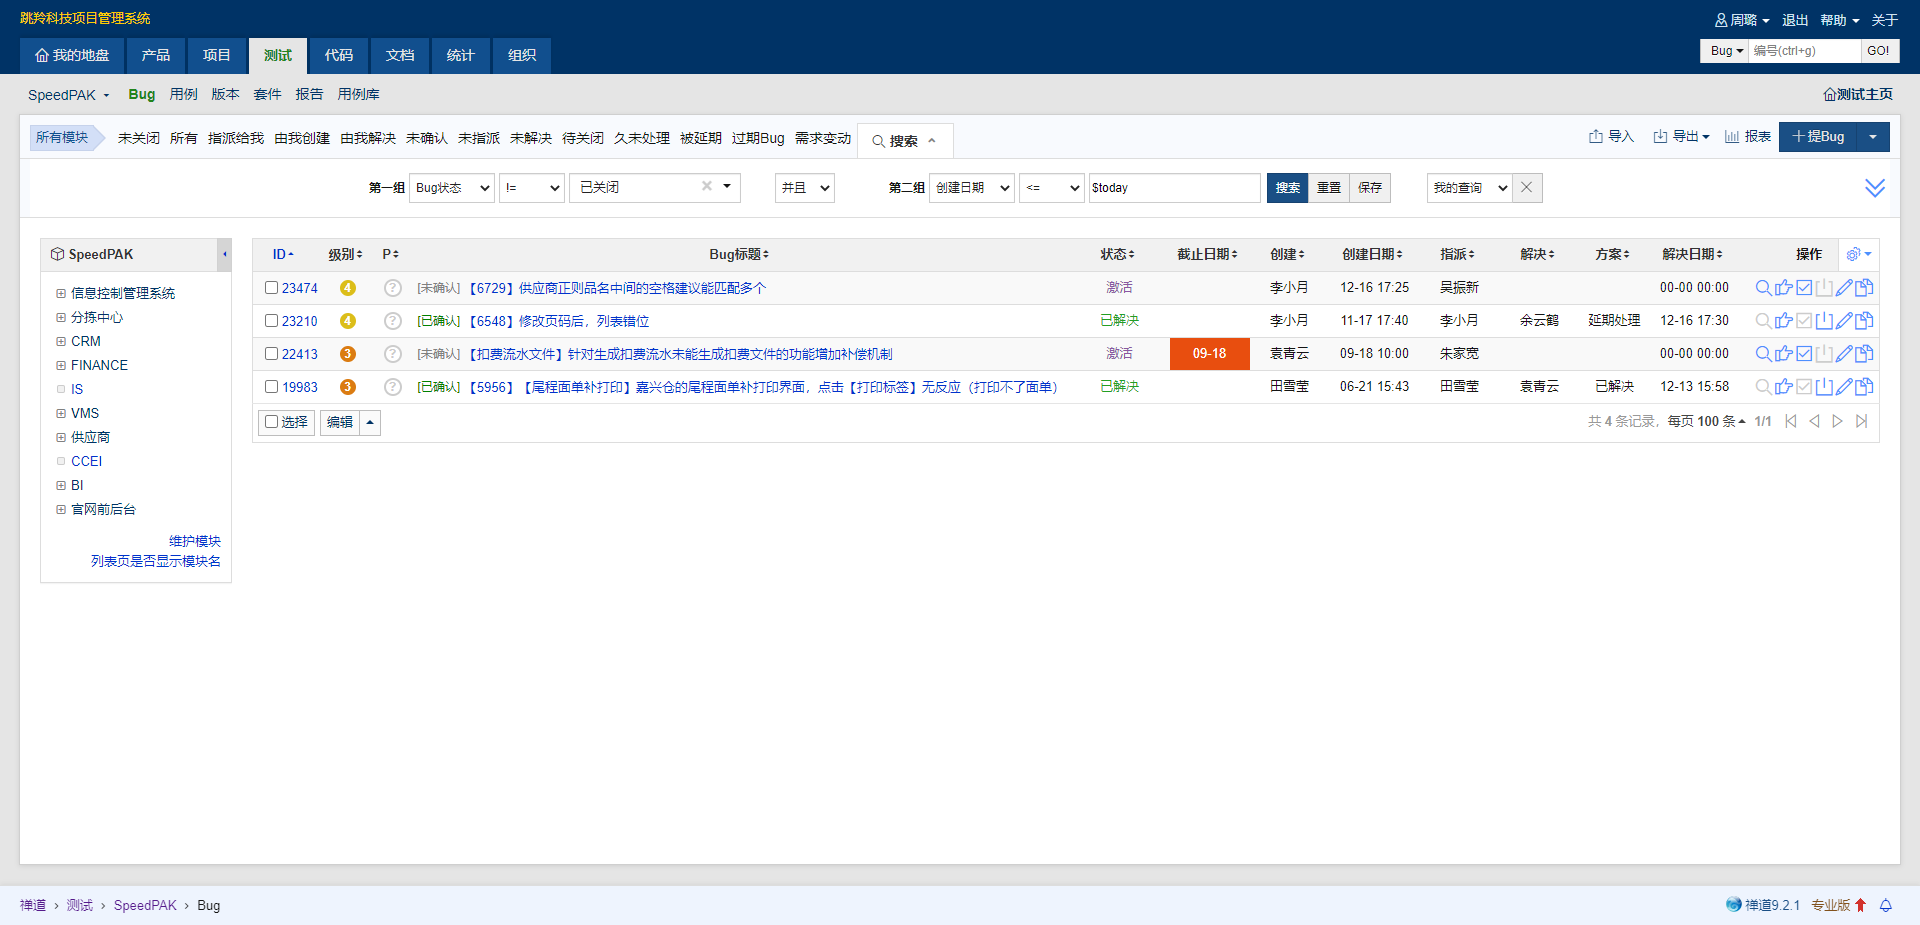 跳羚科技项目管理系统
周璐 退出 帮助 关于
我的地盘 产品 项目 测试 代码 文档 统计 组织
Bug 编号(ctrl+g) GO!
SpeedPAK Bug 用例 版本 套件 报告 用例库 测试主页
所有模块 未关闭 所有 指派给我 由我创建 由我解决 未确认 未指派 未解决 待关闭 久未处理 被延期 过期Bug 需求变动 搜索 导入 导出 报表 提Bug
第一组 Bug状态 != 已关闭 并且 第二组 创建日期 <= $today 搜索 重置 保存 我的查询
SpeedPAK
信息控制管理系统
分拣中心
CRM
FINANCE
IS
VMS
供应商
CCEI
BI
官网前后台
维护模块
列表页是否显示模块名
ID 级别 P Bug标题 状态 截止日期 创建 创建日期 指派 解决 方案 解决日期 操作
23474 4 ? [未确认] 【6729】供应商正则品名中间的空格建议能匹配多个 激活 李小月 12-16 17:25 吴振新 00-00 00:00
23210 4 ? [已确认] 【6548】修改页码后，列表错位 已解决 李小月 11-17 17:40 李小月 余云鹤 延期处理 12-16 17:30
22413 3 ? [未确认] 【扣费流水文件】针对生成扣费流水未能生成扣费文件的功能增加补偿机制 激活 09-18 袁青云 09-18 10:00 朱家宽 00-00 00:00
19983 3 ? [已确认] 【5956】【尾程面单补打印】嘉兴仓的尾程面单补打印界面，点击【打印标签】无反应（打印不了面单） 已解决 田雪莹 06-21 15:43 田雪莹 袁青云 已解决 12-13 15:58
选择 编辑 共 4 条记录，每页 100 条 1/1
禅道 › 测试 › SpeedPAK › Bug 禅道9.2.1 专业版